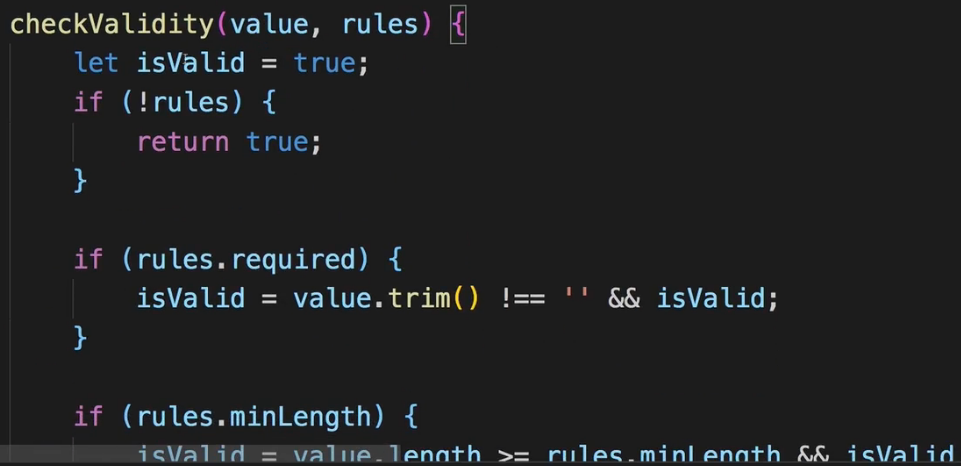 checkValidity(value, rules) {
let isValid = true;
if (!rules) {
return true;
}
if (rules.required) {
isValid = value.trim() !== '' && isValid;
}
if (rules.minLength) {
isValid = value.length >= rules.minLength && isValid